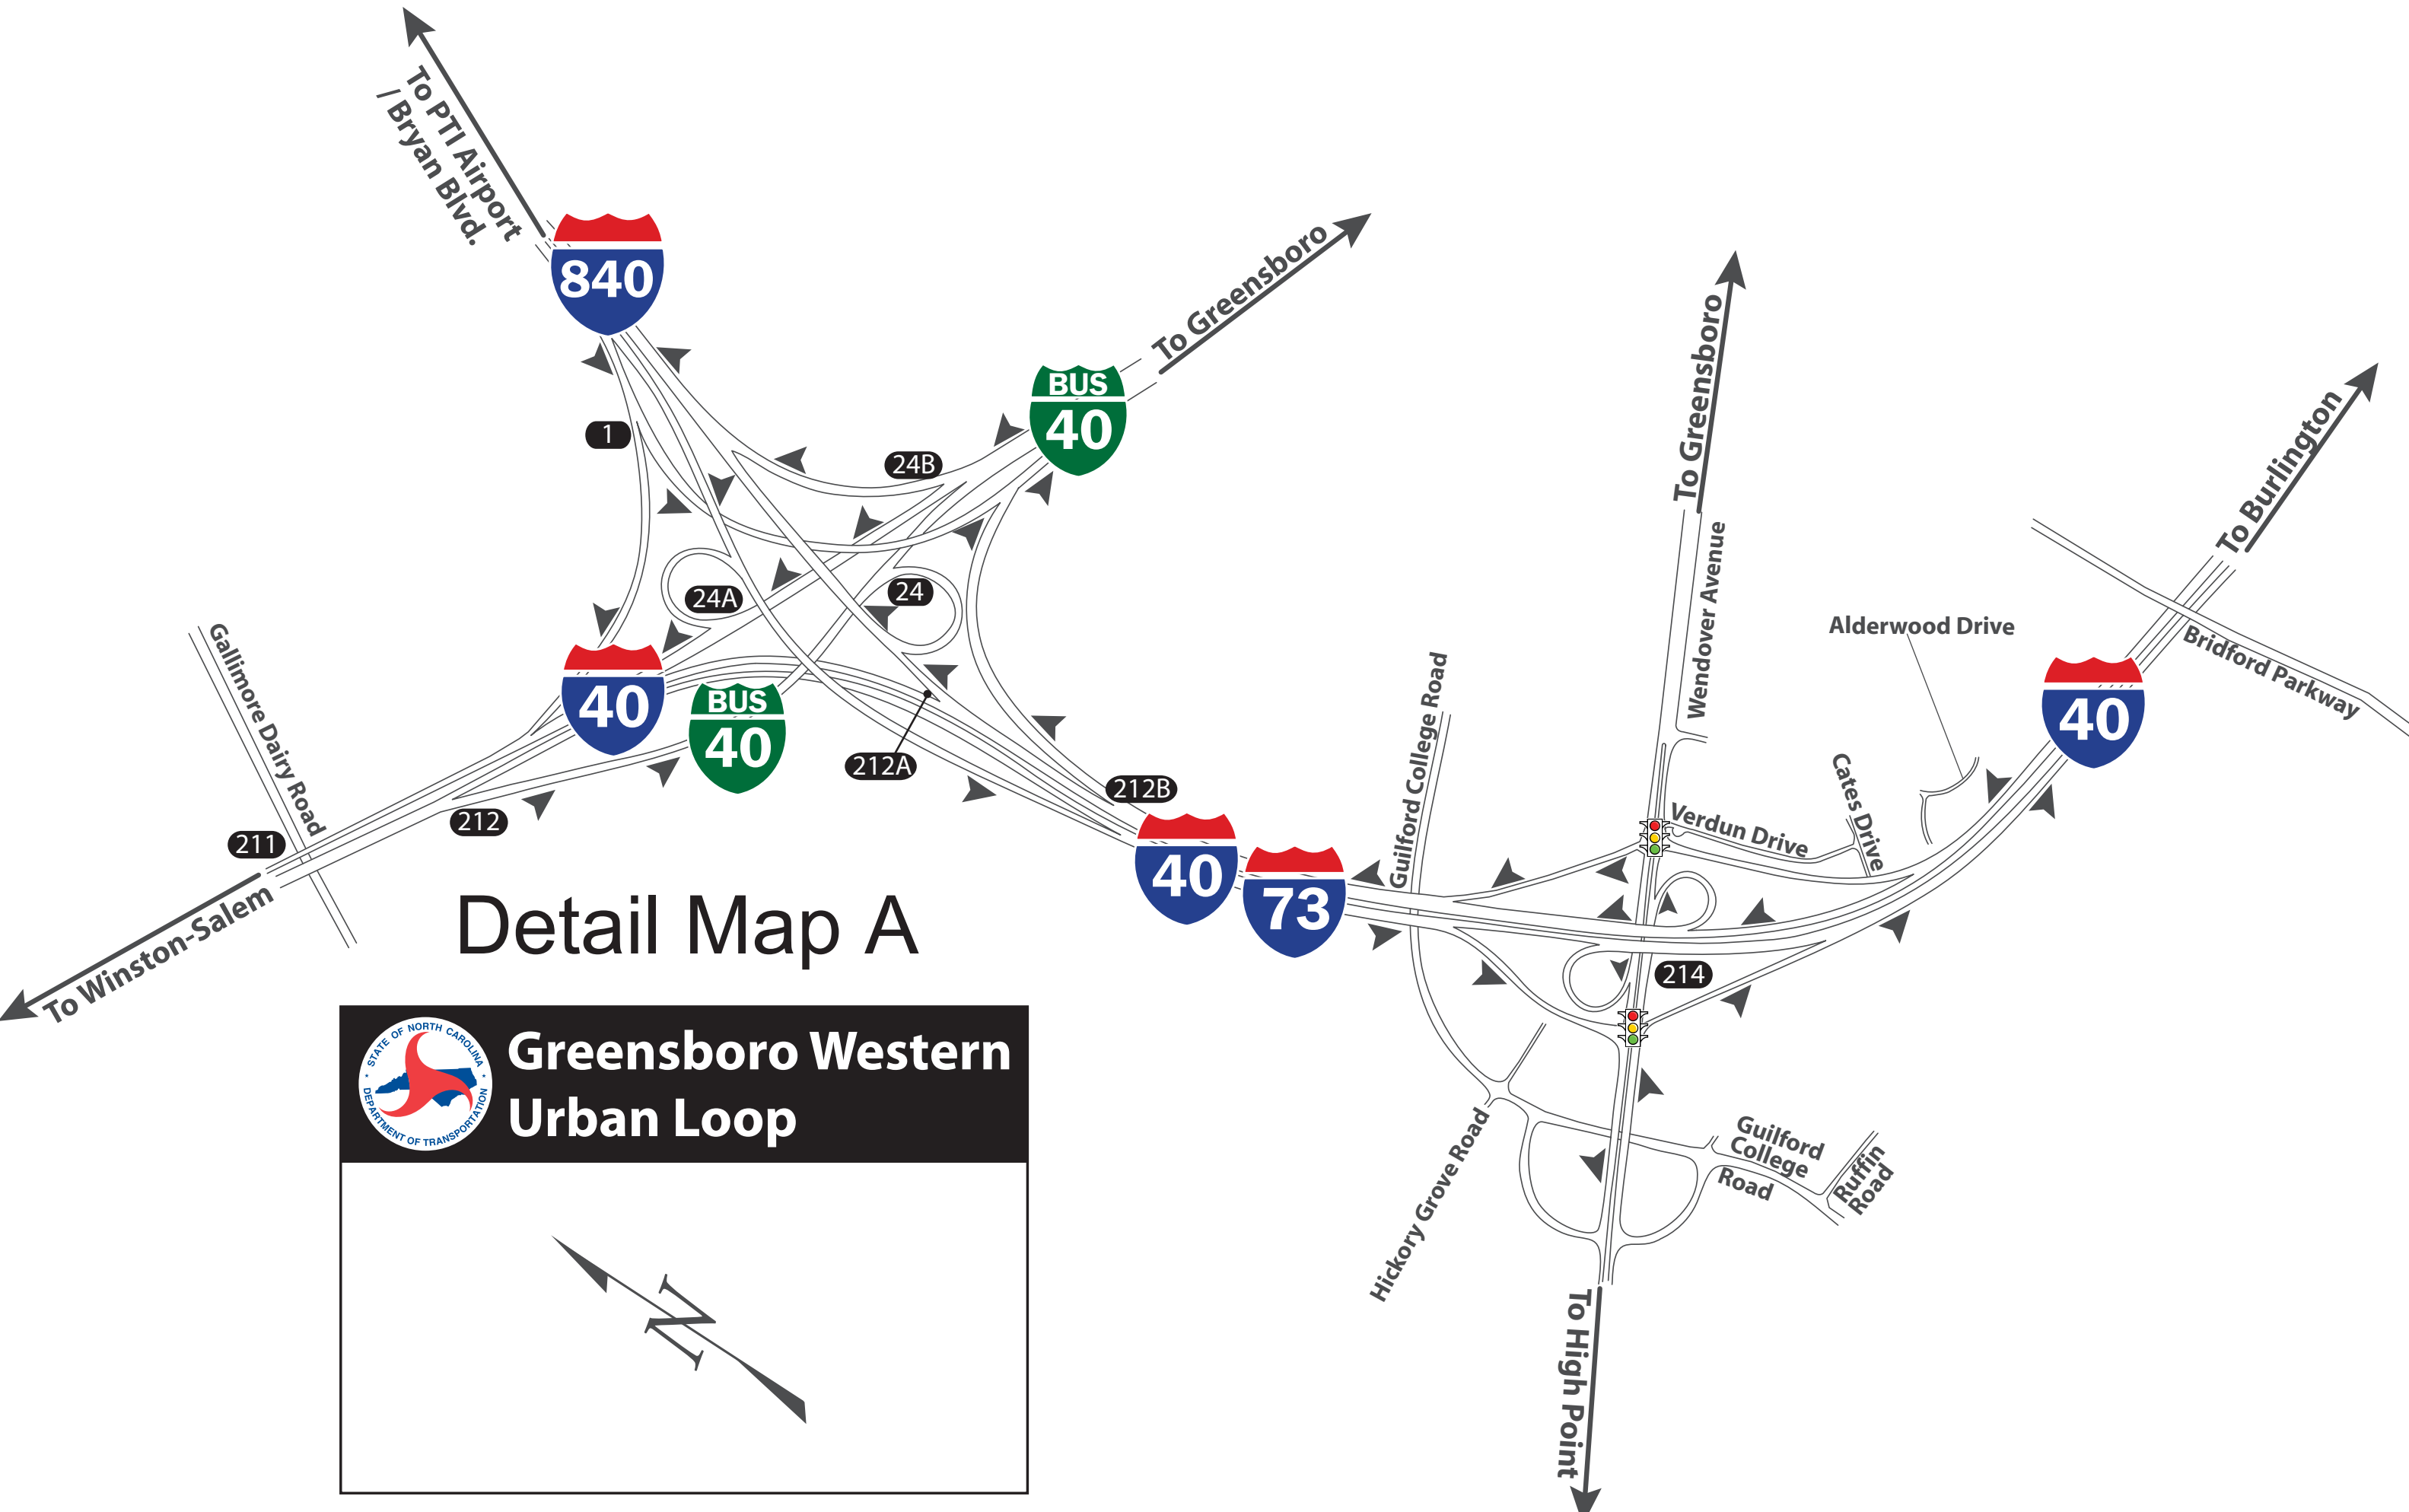 To PTI Airport
/ Bryan Blvd.
840
To Greensboro
BUS
40
1
24B
24A
24
To Greensboro
Wendover Avenue
To Burlington
Bridford Parkway
Alderwood Drive
40
Gallimore Dairy Road
40
BUS
40
212A
212B
211
212
To Winston-Salem
40
73
Guilford College Road
Verdun Drive
Cates Drive
214
Detail Map A
STATE OF NORTH CAROLINA
DEPARTMENT OF TRANSPORTATION
Greensboro Western
Urban Loop
N
Hickory Grove Road
Guilford
College
Road
Ruffin
Road
To High Point